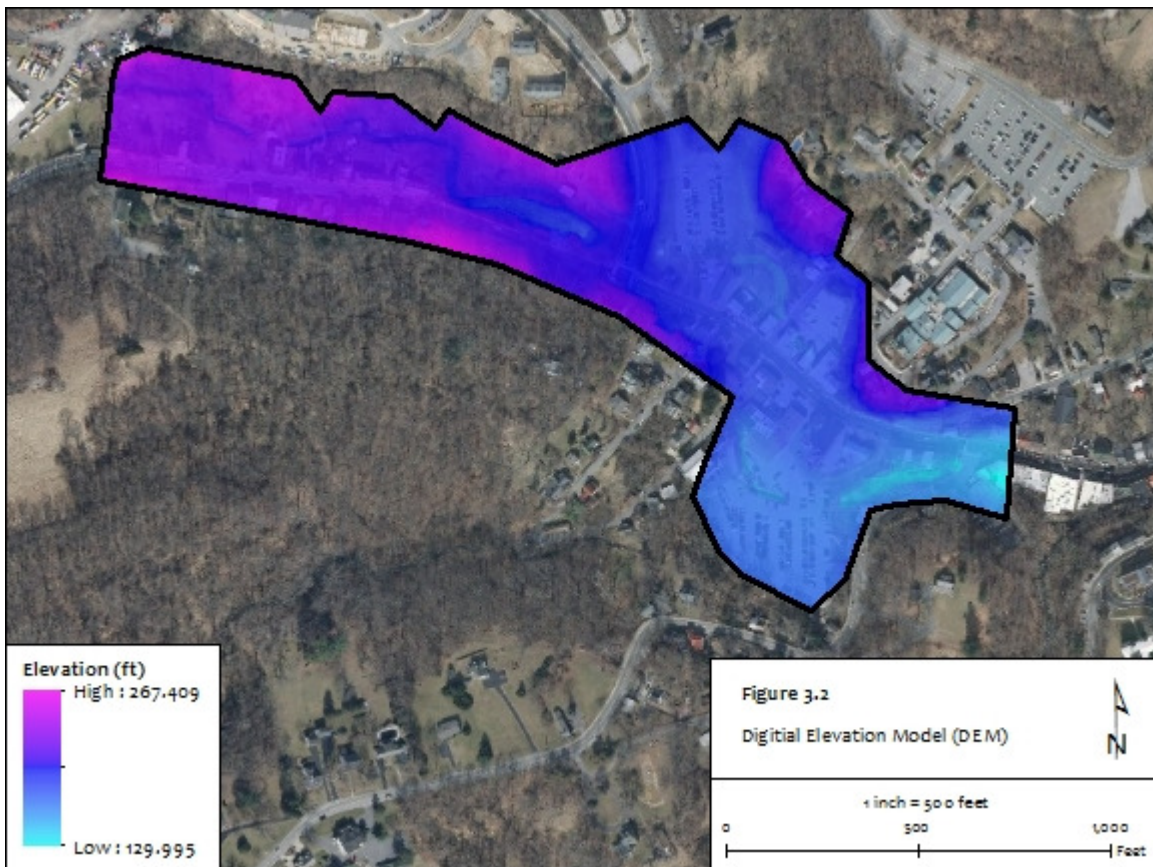 Elevation (ft)
High : 267.409
Low : 129.995
Figure 3.2
Digitial Elevation Model (DEM)
N
1 inch = 500 feet
0 500 1,000
Feet